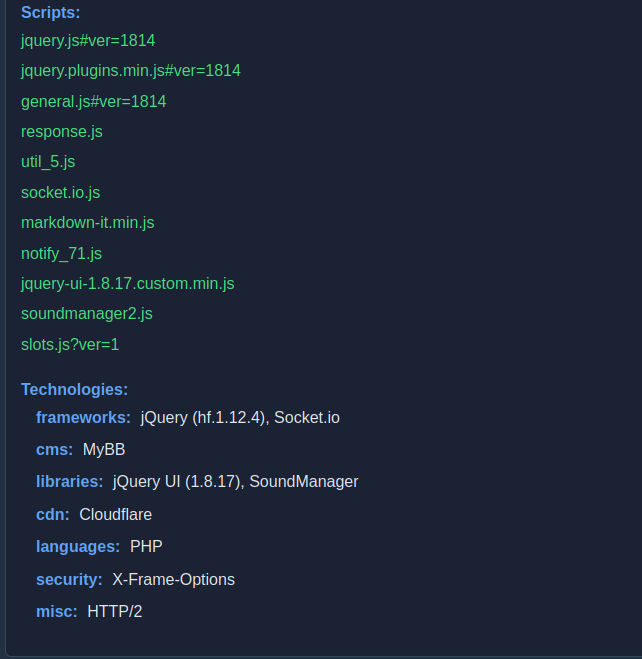 Scripts:
jquery.js#ver=1814
jquery.plugins.min.js#ver=1814
general.js#ver=1814
response.js
util_5.js
socket.io.js
markdown-it.min.js
notify_71.js
jquery-ui-1.8.17.custom.min.js
soundmanager2.js
slots.js?ver=1
Technologies:
frameworks: jQuery (hf.1.12.4), Socket.io
cms: MyBB
libraries: jQuery UI (1.8.17), SoundManager
cdn: Cloudflare
languages: PHP
security: X-Frame-Options
misc: HTTP/2